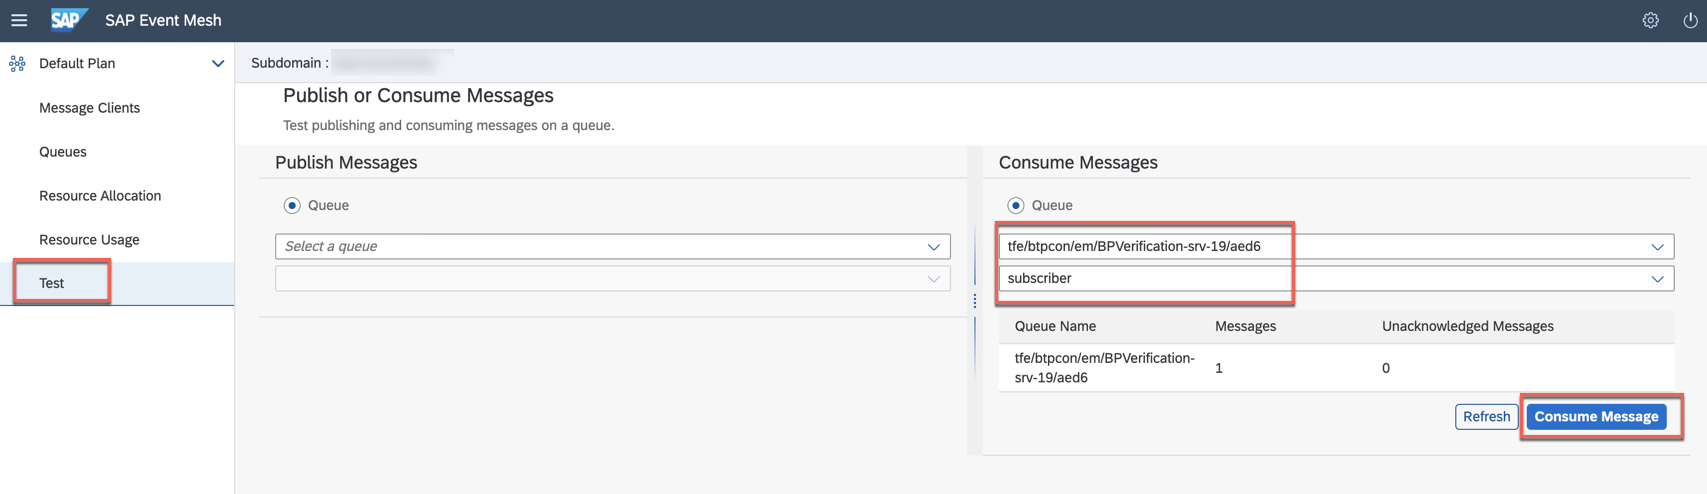 SAP SAP Event Mesh
Default Plan
Message Clients
Queues
Resource Allocation
Resource Usage
Test
Subdomain :
Publish or Consume Messages
Test publishing and consuming messages on a queue.
Publish Messages
Queue
Select a queue
Consume Messages
Queue
tfe/btpcon/em/BPVerification-srv-19/aed6
subscriber
Queue Name Messages Unacknowledged Messages
tfe/btpcon/em/BPVerification-
srv-19/aed6
1 0
Refresh Consume Message